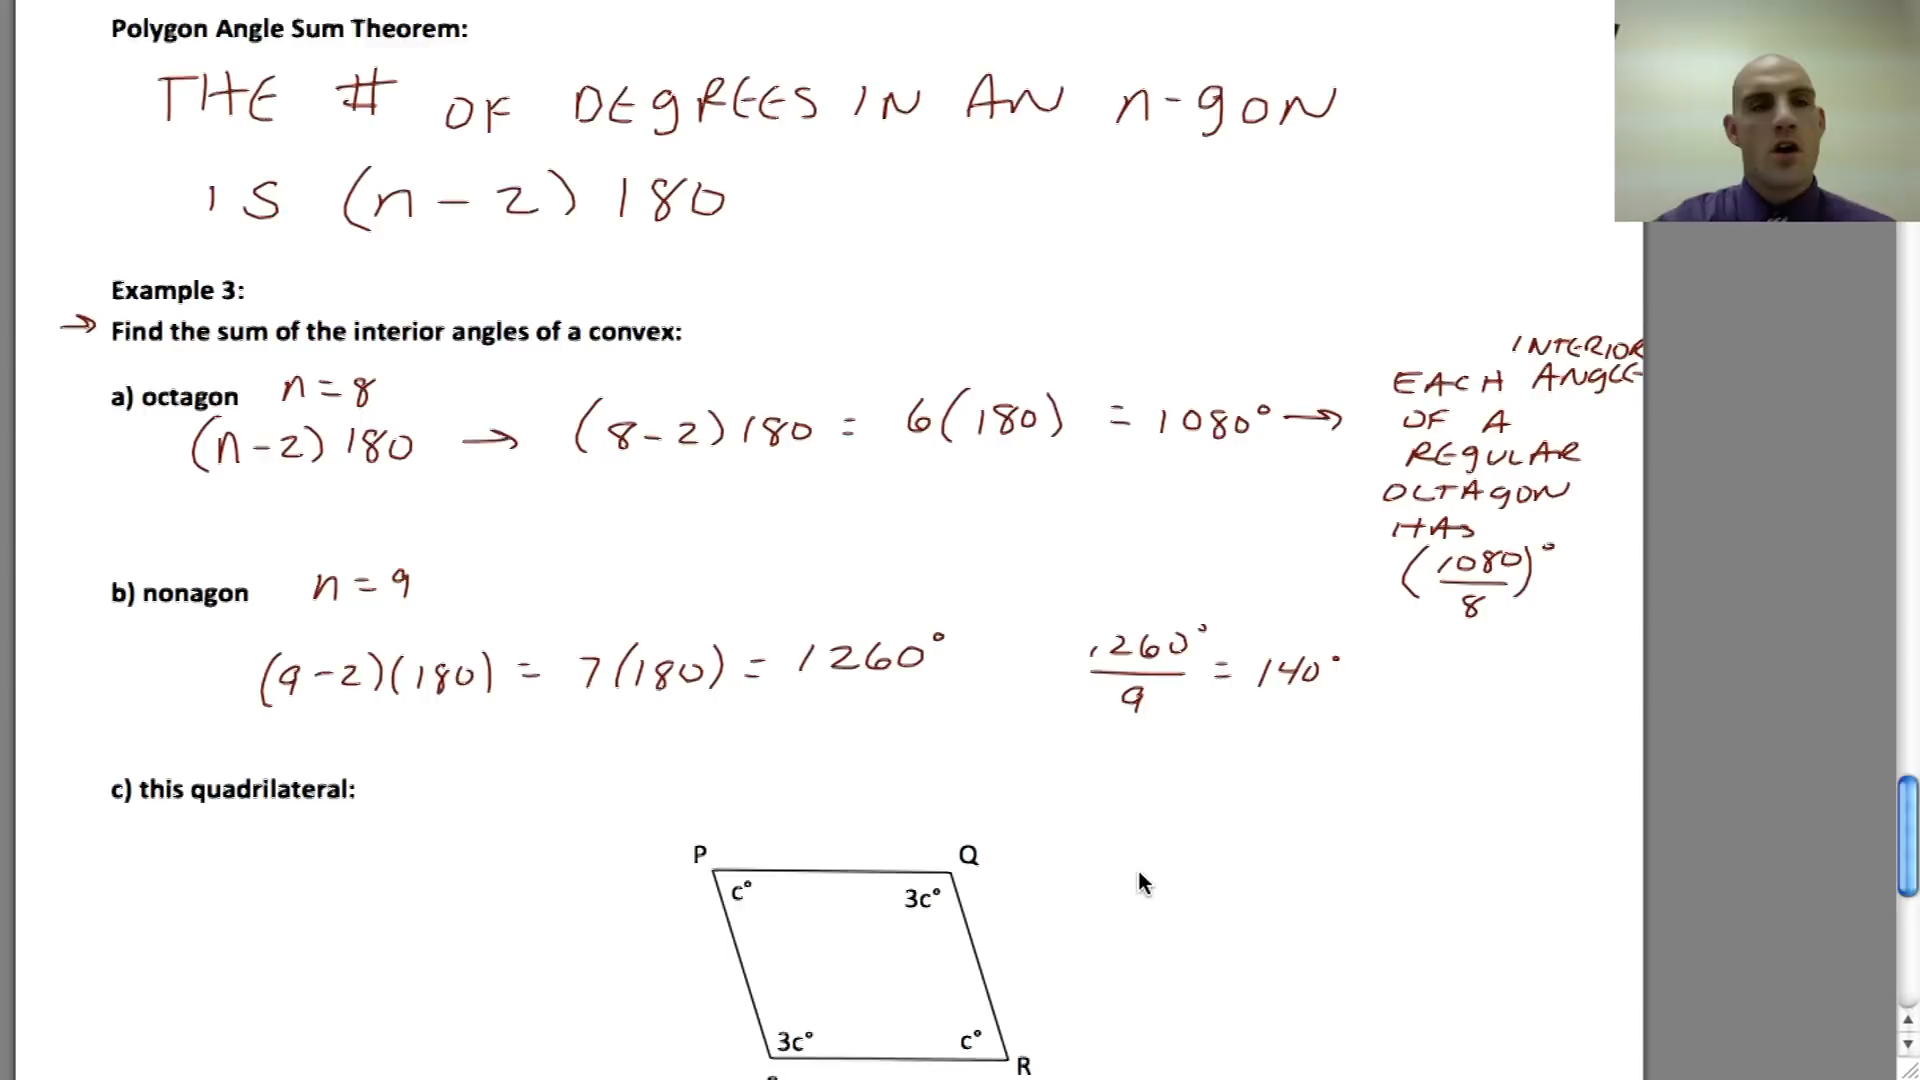 Polygon Angle Sum Theorem:
THE # OF DEGREES IN AN n-gon
IS (n-2) 180
Example 3:
→ Find the sum of the interior angles of a convex:
a) octagon n = 8
(n-2) 180 → (8-2) 180 = 6(180) = 1080° →
INTERIOR
EACH ANGLE
OF A
REGULAR
OCTAGON
HAS
(1080/8)°
b) nonagon n = 9
(9-2)(180) = 7(180) = 1260° 1260°/9 = 140°
c) this quadrilateral:
P Q
c° 3c°
3c° c°
R